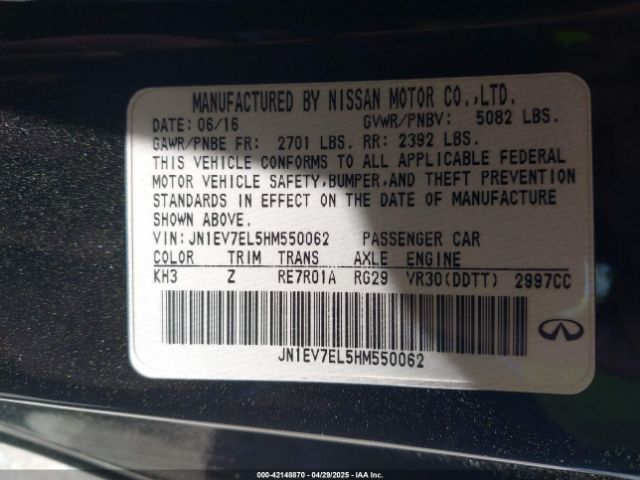 MANUFACTURED BY NISSAN MOTOR CO.,LTD.
DATE: 06/16 GVWR/PNBV: 5082 LBS.
GAWR/PNBE FR: 2701 LBS. RR: 2392 LBS.
THIS VEHICLE CONFORMS TO ALL APPLICABLE FEDERAL
MOTOR VEHICLE SAFETY,BUMPER,AND THEFT PREVENTION
STANDARDS IN EFFECT ON THE DATE OF MANUFACTURE
SHOWN ABOVE.
VIN:JN1EV7EL5HM550062 PASSENGER CAR
COLOR TRIM TRANS AXLE ENGINE
KH3 Z RE7R01A RG29 VR30(DDTT) 2997CC
JN1EV7EL5HM550062
000-42148870 04/29/2025 IAAHQ